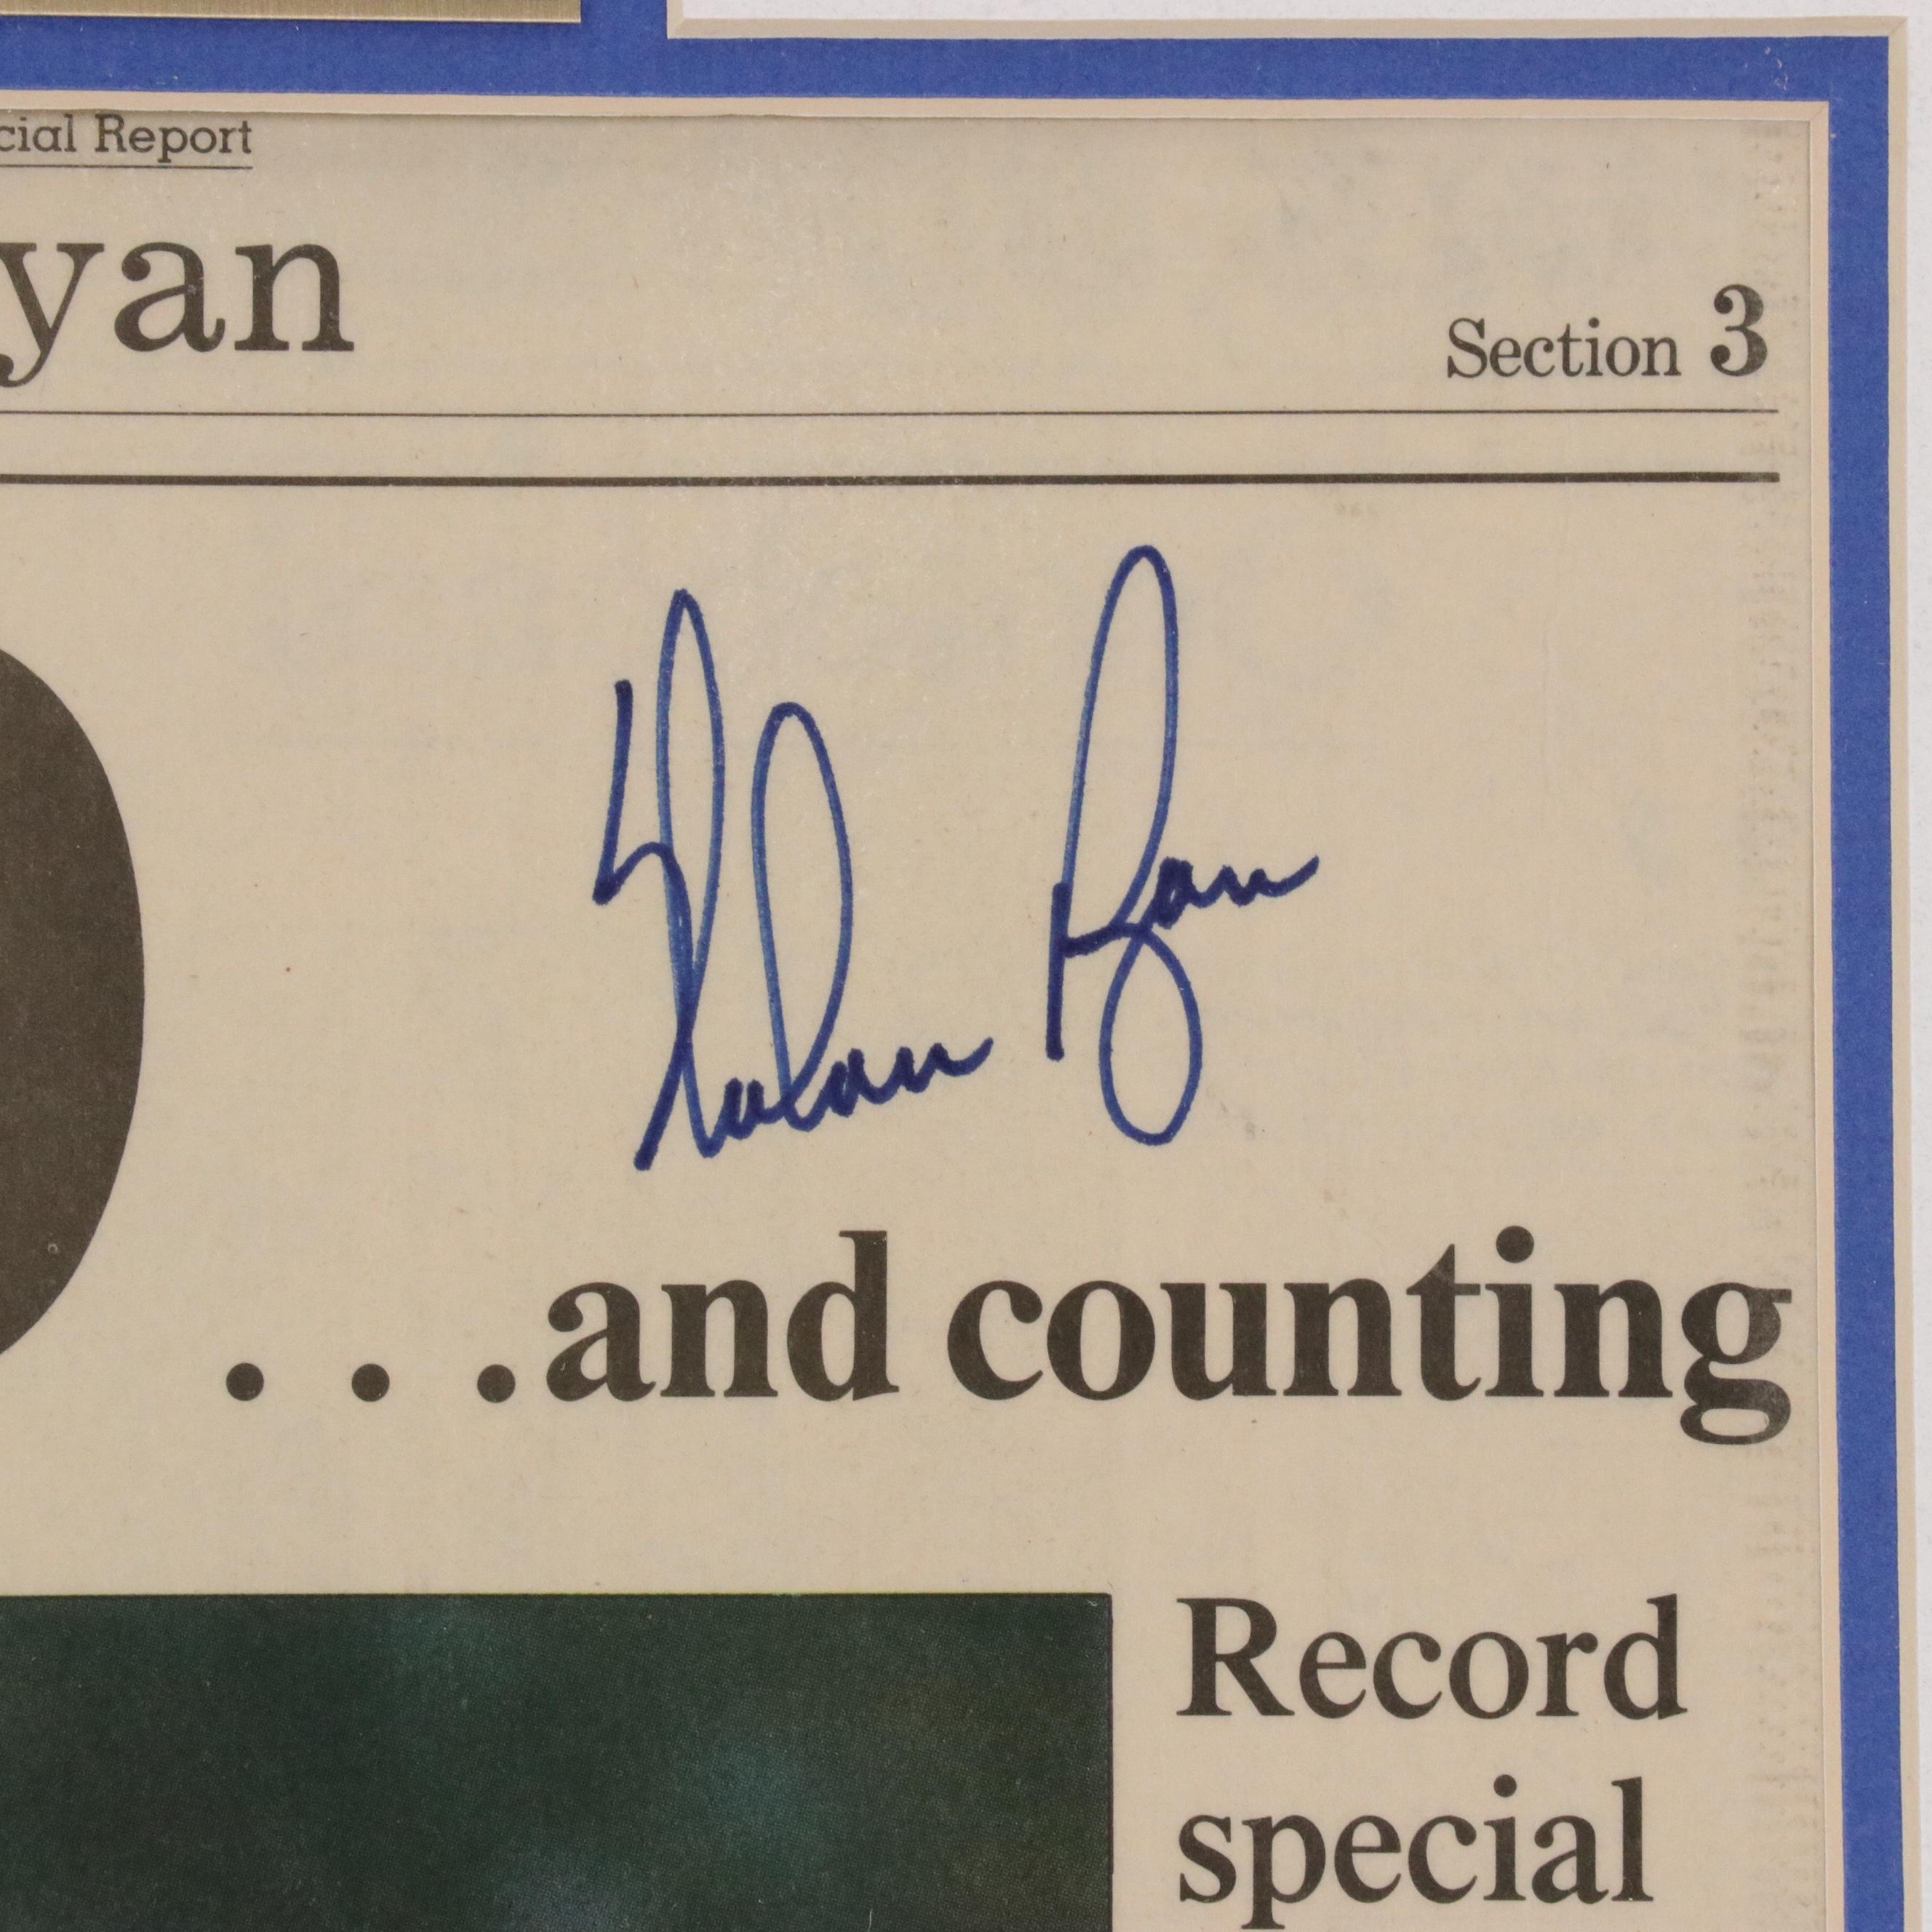 cial Report
yan
Section 3
Nolan Ryan
. . .and counting
Record
special